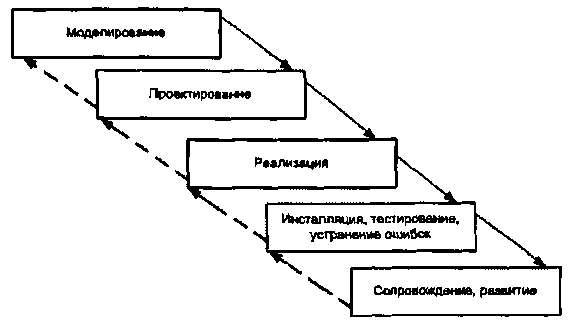 Моделирование
Проектирование
Реализация
Инсталляция, тестирование,
устранение ошибок
Сопровождение, развитие